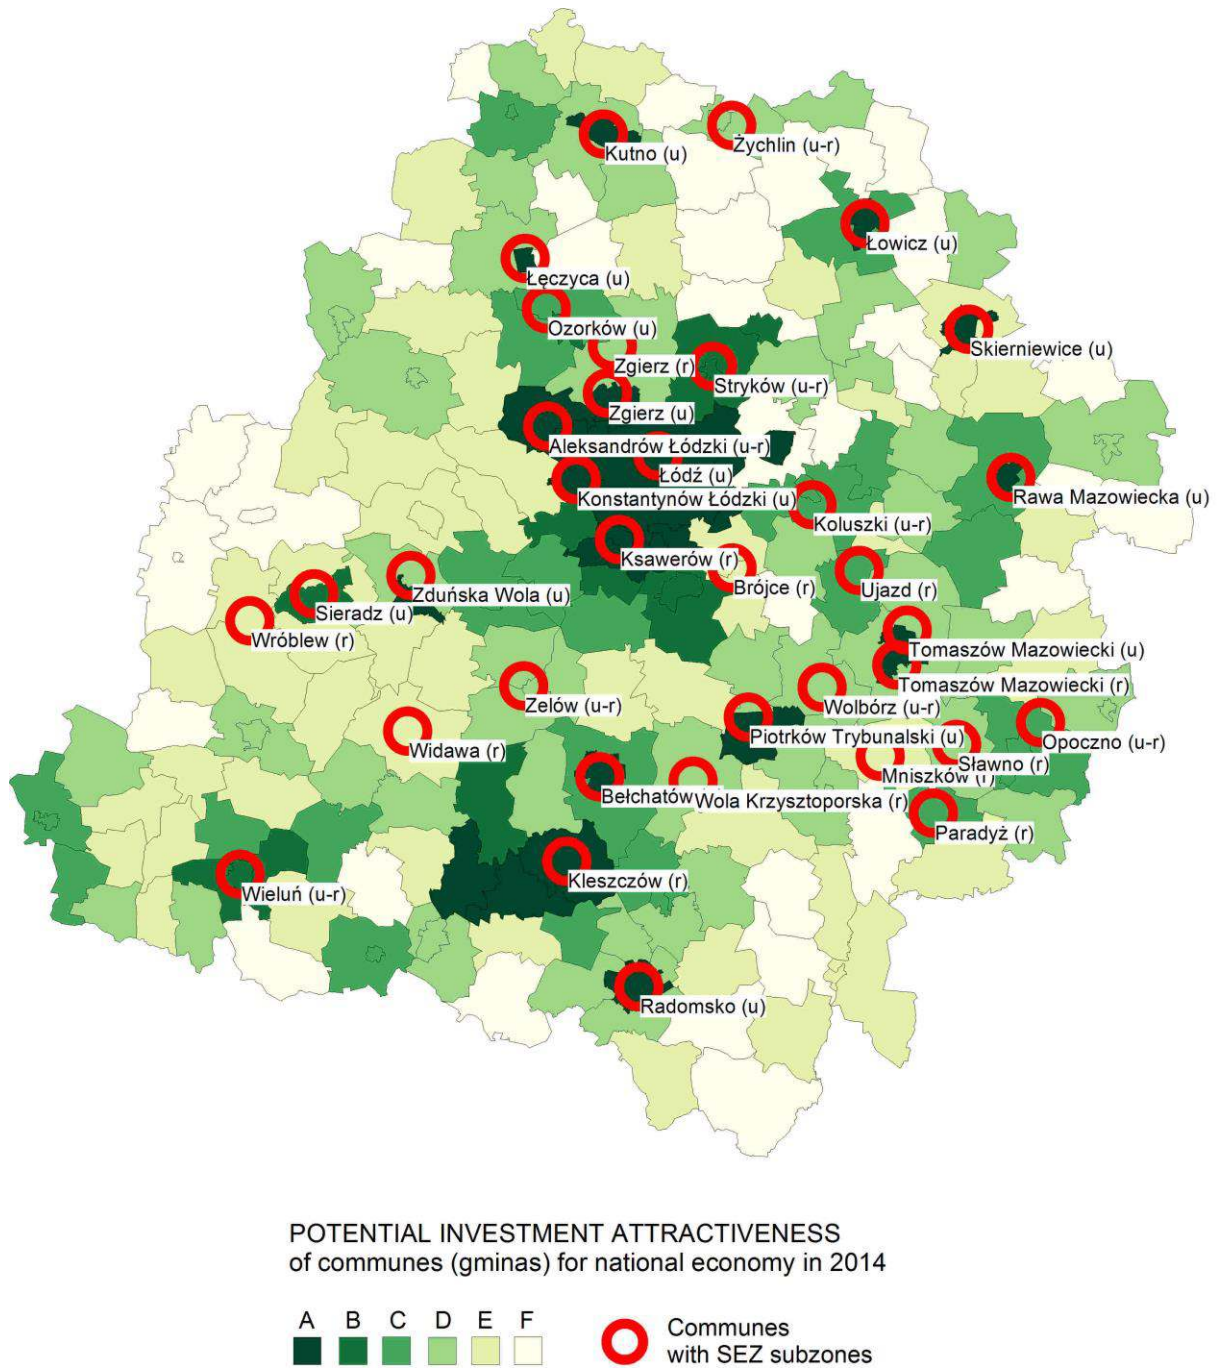 Kutno (u)
Żychlin (u-r)
Łowicz (u)
Łęczyca (u)
Ozorków (u)
Skierniewice (u)
Zgierz (r)
Stryków (u-r)
Zgierz (u)
Aleksandrów Łódzki (u-r)
Łódź (u)
Konstantynów Łódzki (u)
Rawa Mazowiecka (u)
Koluszki (u-r)
Ksawerów (r)
Brójce (r)
Ujazd (r)
Zduńska Wola (u)
Sieradz (u)
Wróblew (r)
Tomaszów Mazowiecki (u)
Tomaszów Mazowiecki (r)
Zelów (u-r)
Wolbórz (u-r)
Piotrków Trybunalski (u)
Opoczno (u-r)
Widawa (r)
Sławno (r)
Mniszków (r)
Bełchatów
Wola Krzysztoporska (r)
Paradyż (r)
Kleszczów (r)
Wieluń (u-r)
Radomsko (u)
POTENTIAL INVESTMENT ATTRACTIVENESS
of communes (gminas) for national economy in 2014
A B C D E F
Communes
with SEZ subzones